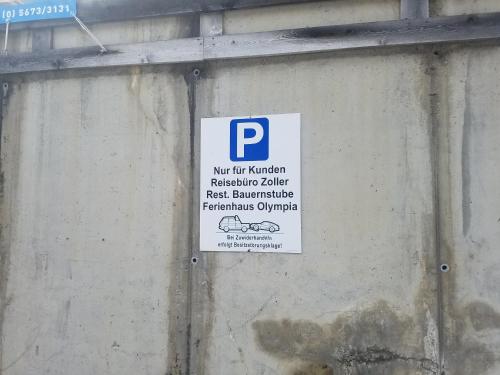 (0) 5673/3131
P
Nur für Kunden
Reisebüro Zoller
Rest. Bauernstube
Ferienhaus Olympia
Bei Zuwiderhandeln
erfolgt Besitzstörungsklage!